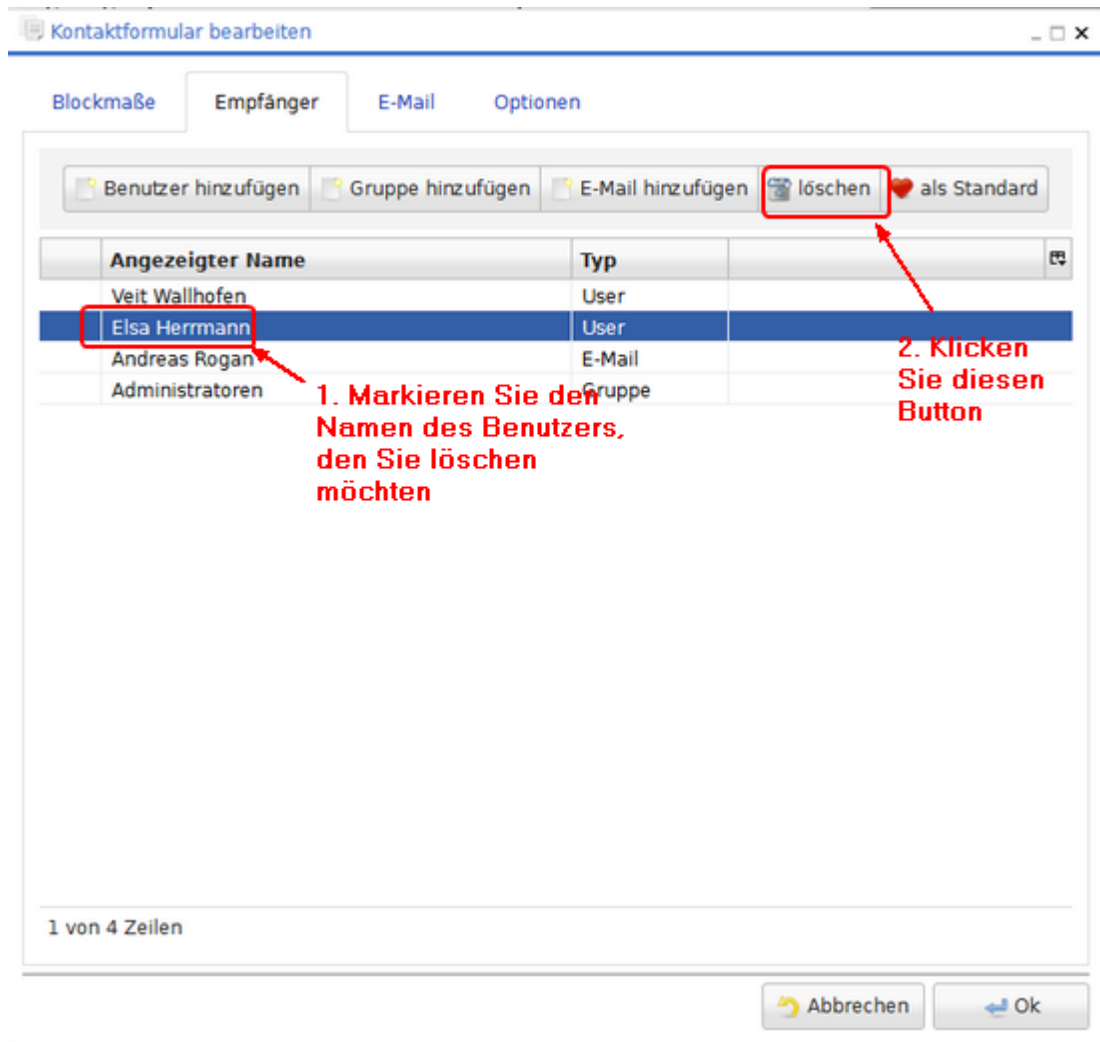 Kontaktformular bearbeiten
Blockmaße Empfänger E-Mail Optionen
Benutzer hinzufügen Gruppe hinzufügen E-Mail hinzufügen löschen als Standard
Angezeigter Name Typ
Veit Wallhofen User
Elsa Herrmann User
Andreas Rogan E-Mail
Administratoren Gruppe
1. Markieren Sie den
Namen des Benutzers,
den Sie löschen
möchten
2. Klicken
Sie diesen
Button
1 von 4 Zeilen
Abbrechen Ok